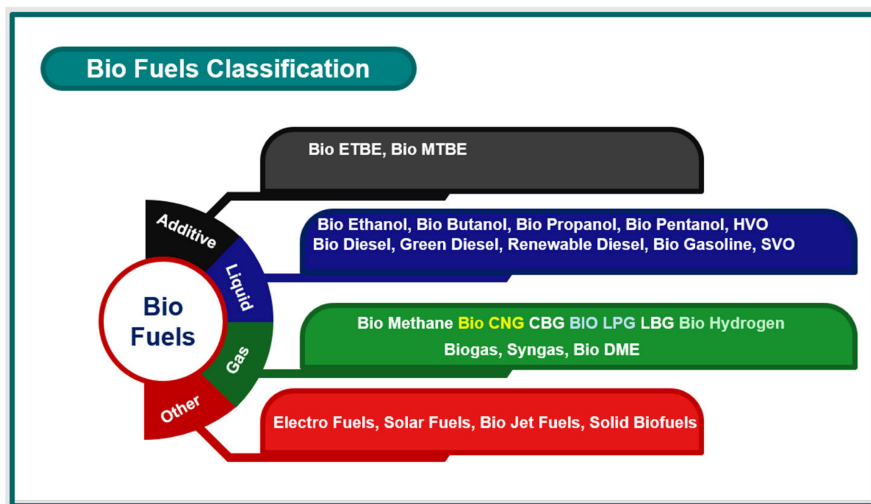 Bio Fuels Classification
Bio ETBE, Bio MTBE
Additive
Bio Ethanol, Bio Butanol, Bio Propanol, Bio Pentanol, HVO
Bio Diesel, Green Diesel, Renewable Diesel, Bio Gasoline, SVO
Liquid
Bio
Fuels
Bio Methane Bio CNG CBG BIO LPG LBG Bio Hydrogen
Biogas, Syngas, Bio DME
Gas
Other
Electro Fuels, Solar Fuels, Bio Jet Fuels, Solid Biofuels